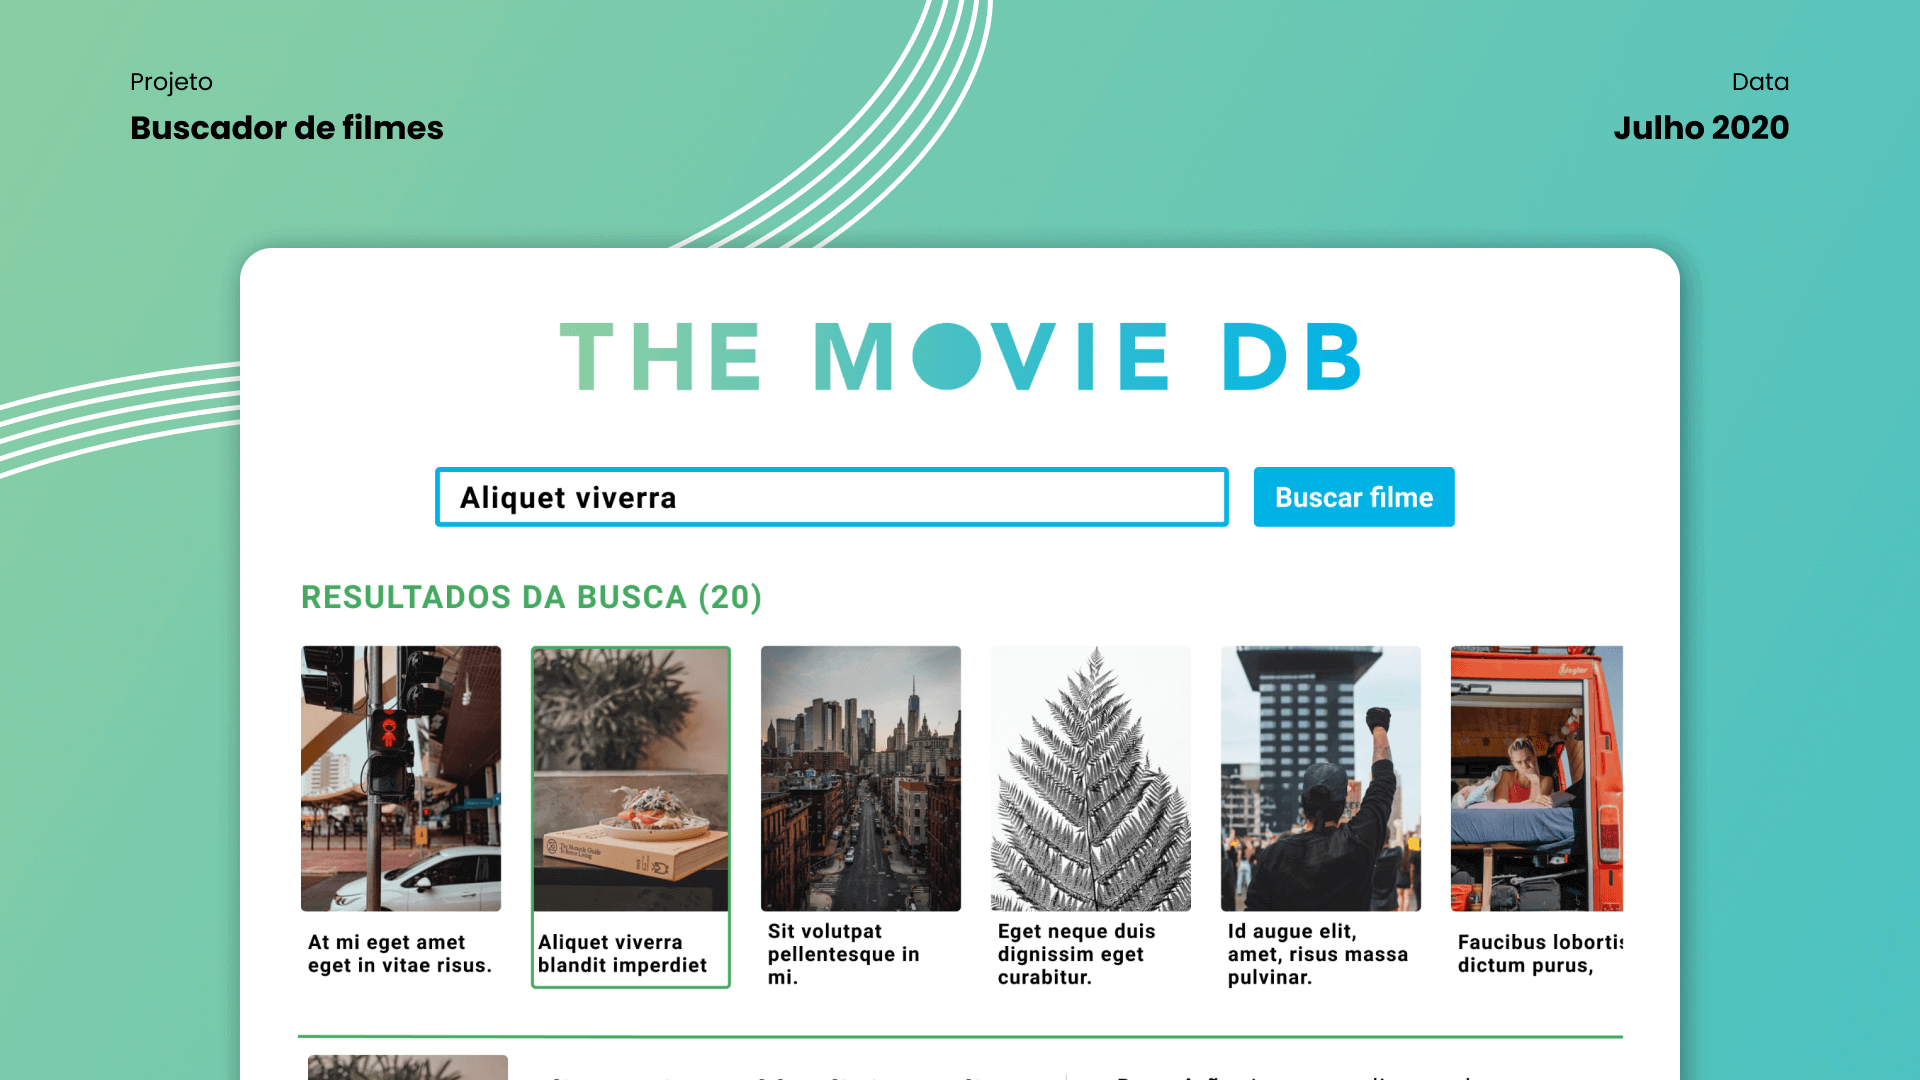 Projeto
Buscador de filmes
Data
Julho 2020
THE MOVIE DB
Aliquet viverra
Buscar filme
RESULTADOS DA BUSCA (20)
At mi eget amet
eget in vitae risus.
Aliquet viverra
blandit imperdiet
Sit volutpat
pellentesque in
mi.
Eget neque duis
dignissim eget
curabitur.
Id augue elit,
amet, risus massa
pulvinar.
Faucibus lobortis
dictum purus,